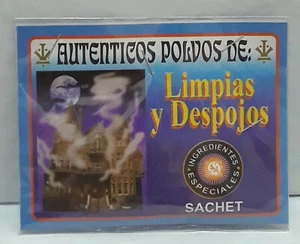 AUTENTICOS POLVOS DE:
Limpias
y Despojos
INGREDIENTES
ESPECIALES
SACHET